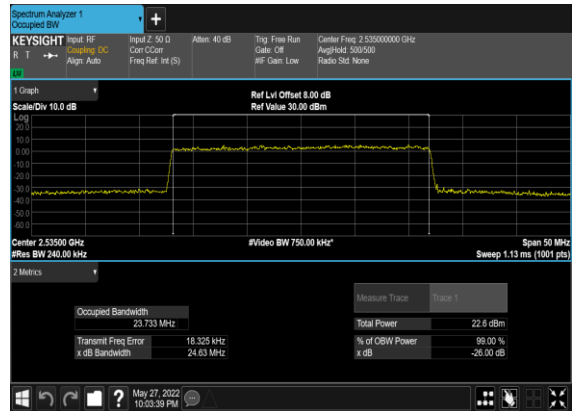 Spectrum Analyzer 1
Occupied BW
+
KEYSIGHT Input: RF Input Z: 50 Ω Atten: 40 dB Trig: Free Run Center Freq: 2.535000000 GHz
R T Coupling: DC Corr CCorr Gate: Off Avg|Hold: 500/500
Align: Auto Freq Ref: Int (S) #IF Gain: Low Radio Std: None
LW
1 Graph
Ref Lvl Offset 8.00 dB
Scale/Div 10.0 dB Ref Value 30.00 dBm
Log
20.0
10.0
0.00
-10.0
-20.0
-30.0
-40.0
-50.0
-60.0
Center 2.53500 GHz #Video BW 750.00 kHz* Span 50 MHz
#Res BW 240.00 kHz Sweep 1.13 ms (1001 pts)
2 Metrics
Measure Trace Trace 1
Occupied Bandwidth
23.733 MHz Total Power 22.6 dBm
Transmit Freq Error 18.325 kHz % of OBW Power 99.00 %
x dB Bandwidth 24.63 MHz x dB -26.00 dB
? May 27, 2022
10:03:39 PM